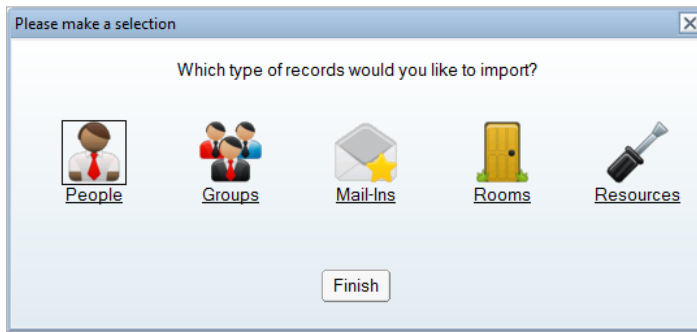 Please make a selection
Which type of records would you like to import?
People Groups Mail-Ins Rooms Resources
Finish